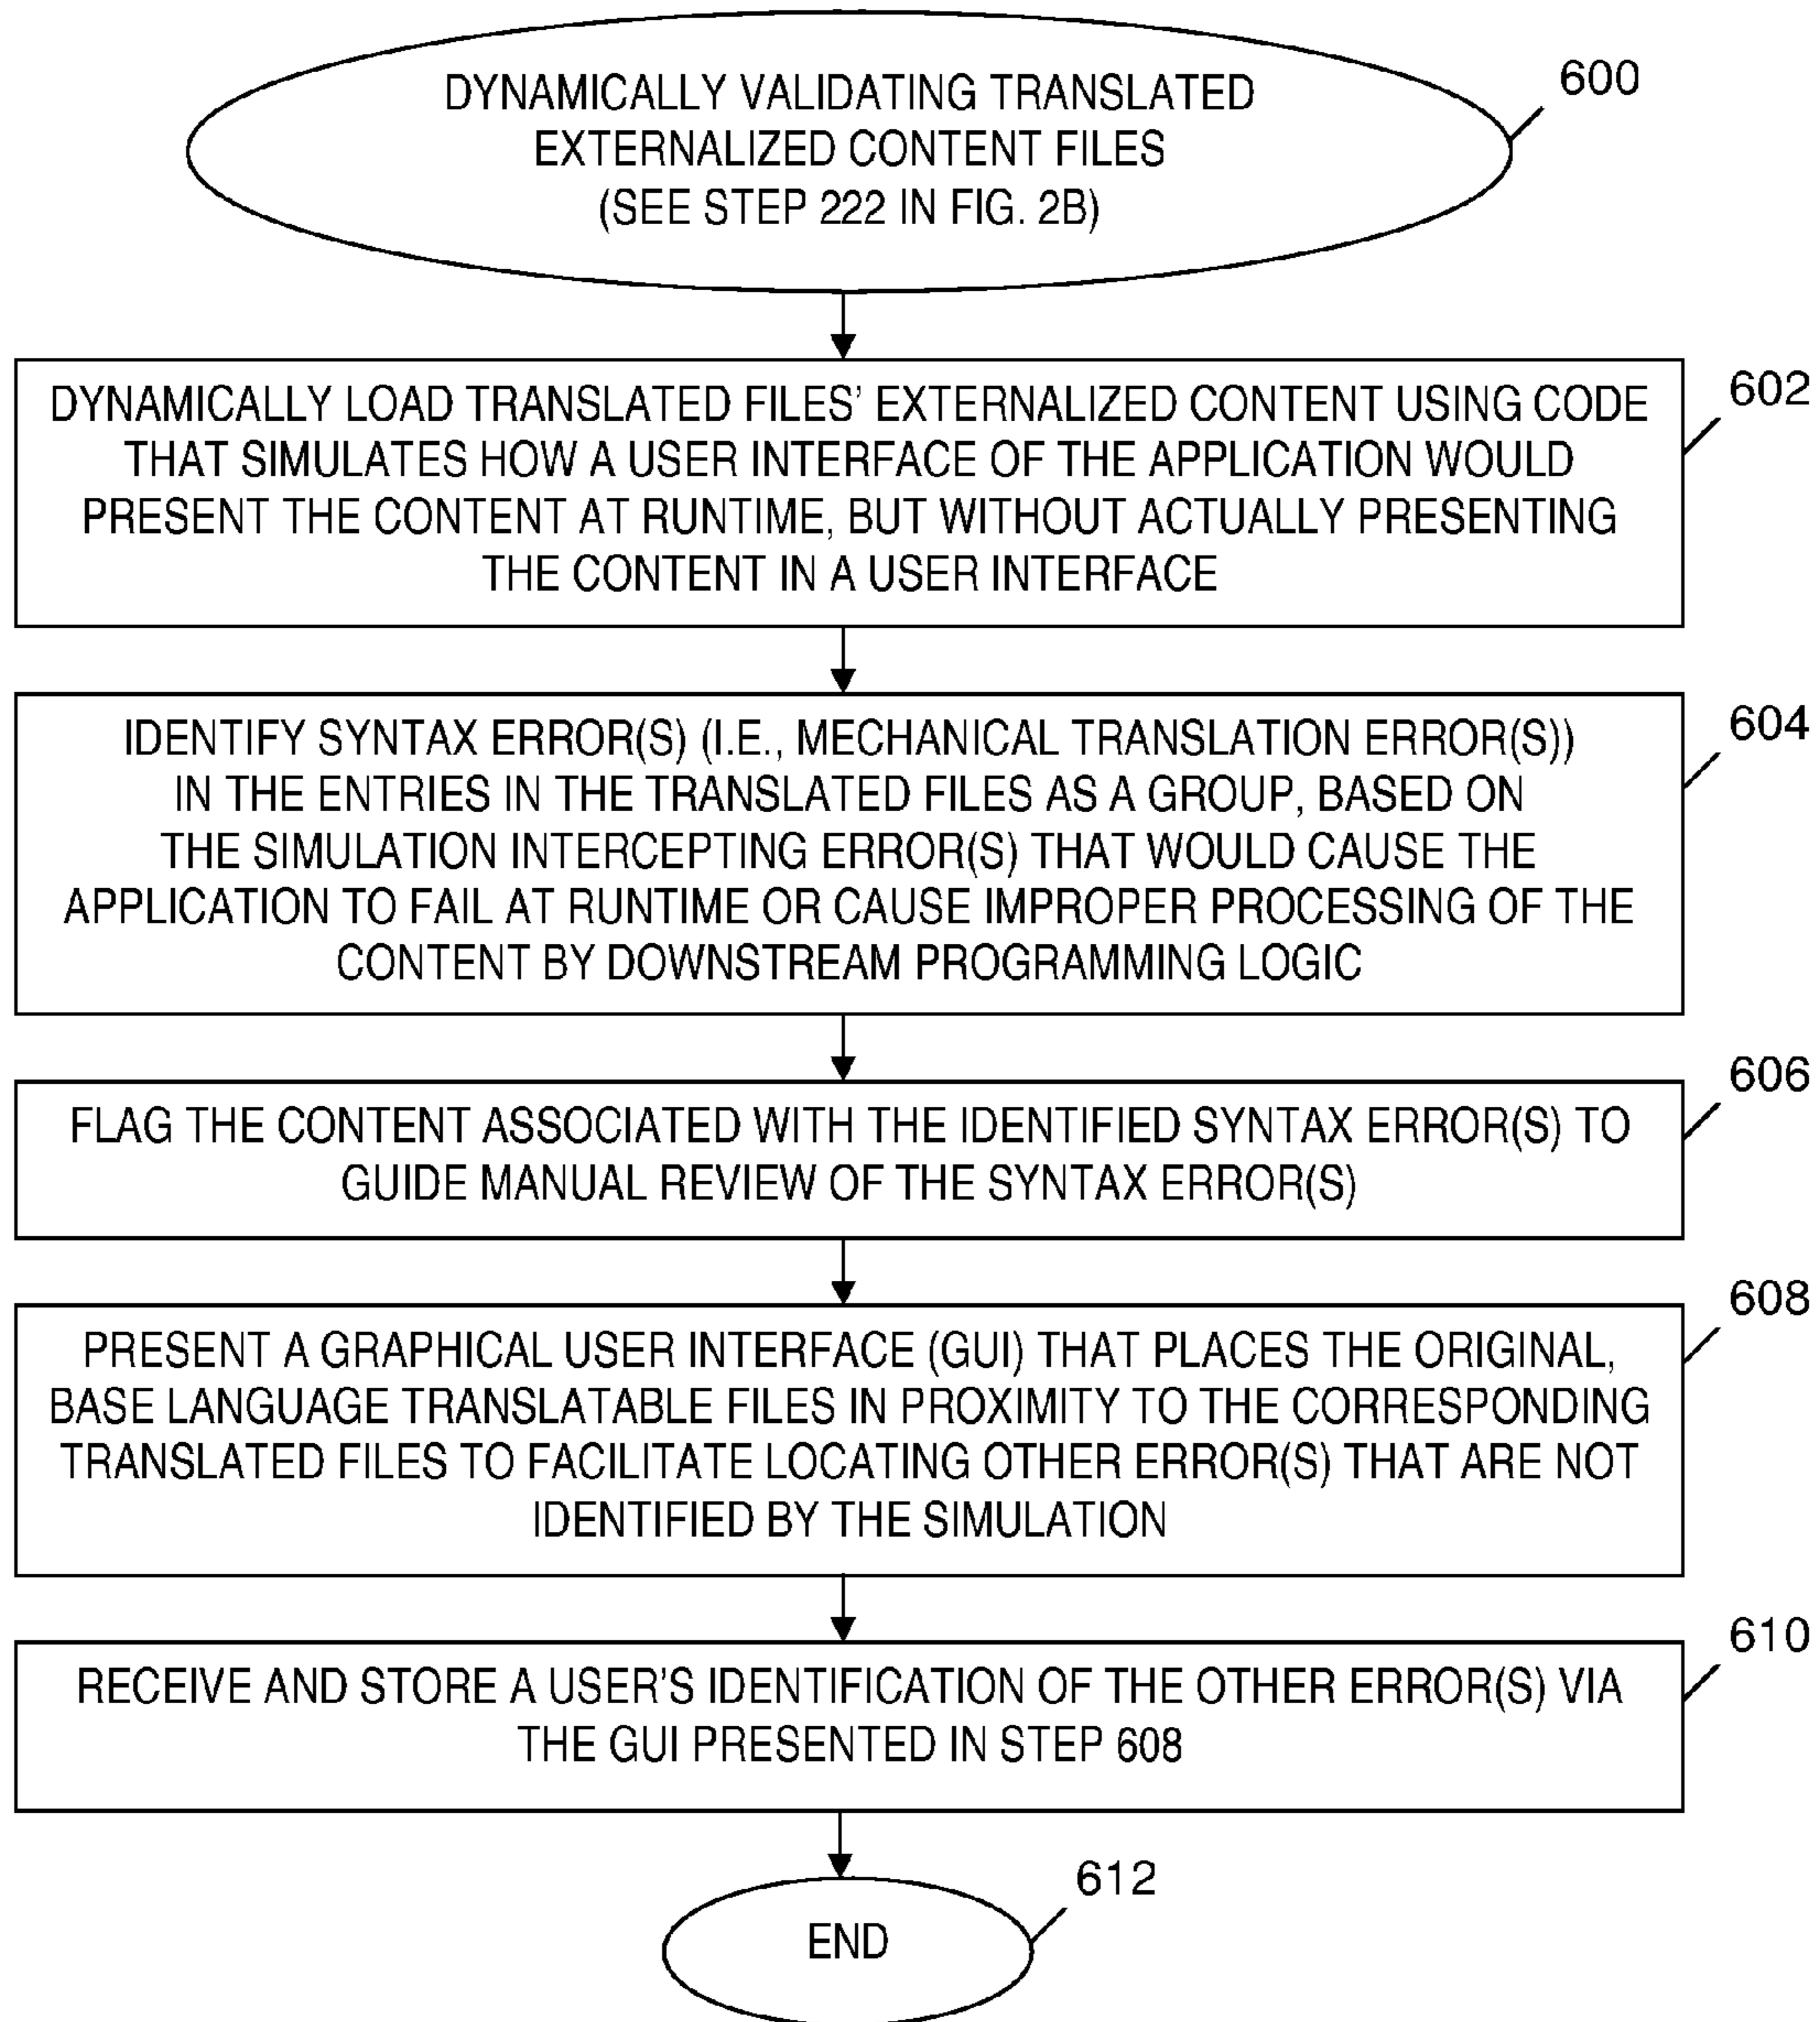 DYNAMICALLY VALIDATING TRANSLATED
EXTERNALIZED CONTENT FILES
(SEE STEP 222 IN FIG. 2B)
600
DYNAMICALLY LOAD TRANSLATED FILES’ EXTERNALIZED CONTENT USING CODE
THAT SIMULATES HOW A USER INTERFACE OF THE APPLICATION WOULD
PRESENT THE CONTENT AT RUNTIME, BUT WITHOUT ACTUALLY PRESENTING
THE CONTENT IN A USER INTERFACE
602
IDENTIFY SYNTAX ERROR(S) (I.E., MECHANICAL TRANSLATION ERROR(S))
IN THE ENTRIES IN THE TRANSLATED FILES AS A GROUP, BASED ON
THE SIMULATION INTERCEPTING ERROR(S) THAT WOULD CAUSE THE
APPLICATION TO FAIL AT RUNTIME OR CAUSE IMPROPER PROCESSING OF THE
CONTENT BY DOWNSTREAM PROGRAMMING LOGIC
604
FLAG THE CONTENT ASSOCIATED WITH THE IDENTIFIED SYNTAX ERROR(S) TO
GUIDE MANUAL REVIEW OF THE SYNTAX ERROR(S)
606
PRESENT A GRAPHICAL USER INTERFACE (GUI) THAT PLACES THE ORIGINAL,
BASE LANGUAGE TRANSLATABLE FILES IN PROXIMITY TO THE CORRESPONDING
TRANSLATED FILES TO FACILITATE LOCATING OTHER ERROR(S) THAT ARE NOT
IDENTIFIED BY THE SIMULATION
608
RECEIVE AND STORE A USER'S IDENTIFICATION OF THE OTHER ERROR(S) VIA
THE GUI PRESENTED IN STEP 608
610
END
612